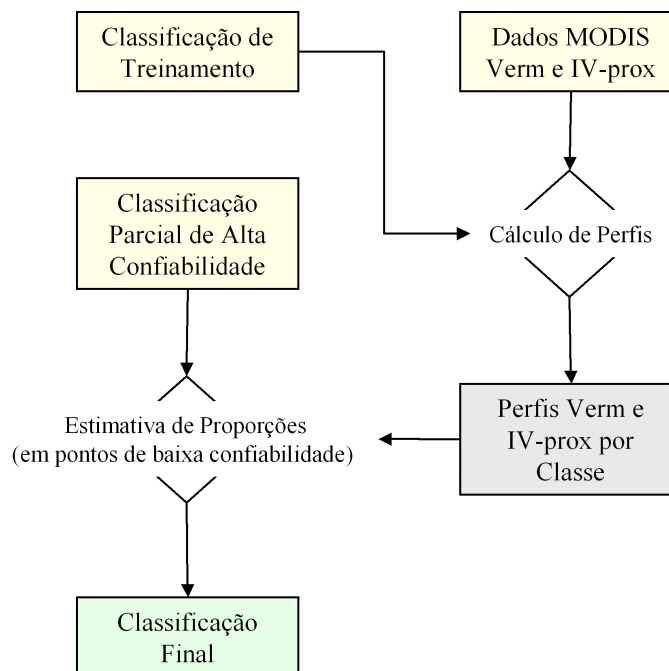 Classificação de
Treinamento
Dados MODIS
Verm e IV-prox
Classificação
Parcial de Alta
Confiabilidade
Cálculo de Perfis
Estimativa de Proporções
(em pontos de baixa confiabilidade)
Perfis Verm e
IV-prox por
Classe
Classificação
Final